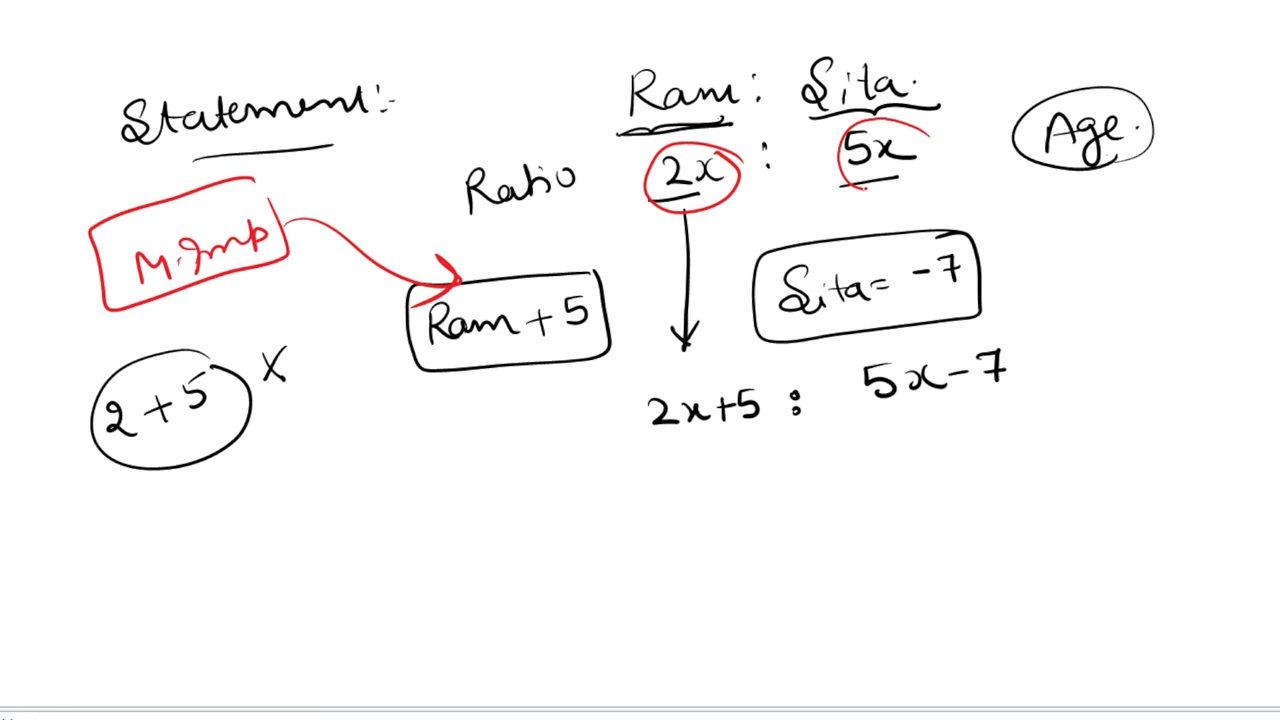 Statement:-
Ram : Sita.
Age.
Ratio 2x : 5x
M.Imp
Ram + 5
Sita = -7
2 + 5 X
2x+5 : 5x-7